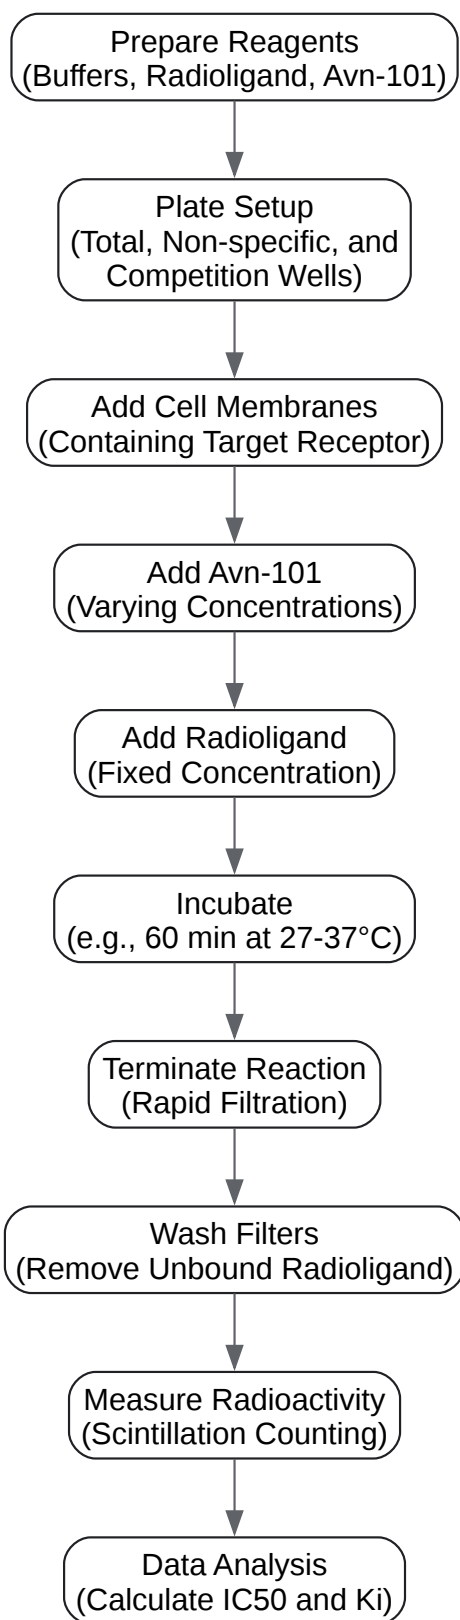 Prepare Reagents
(Buffers, Radioligand, Avn-101)
Plate Setup
(Total, Non-specific, and
Competition Wells)
Add Cell Membranes
(Containing Target Receptor)
Add Avn-101
(Varying Concentrations)
Add Radioligand
(Fixed Concentration)
Incubate
(e.g., 60 min at 27-37°C)
Terminate Reaction
(Rapid Filtration)
Wash Filters
(Remove Unbound Radioligand)
Measure Radioactivity
(Scintillation Counting)
Data Analysis
(Calculate IC50 and Ki)